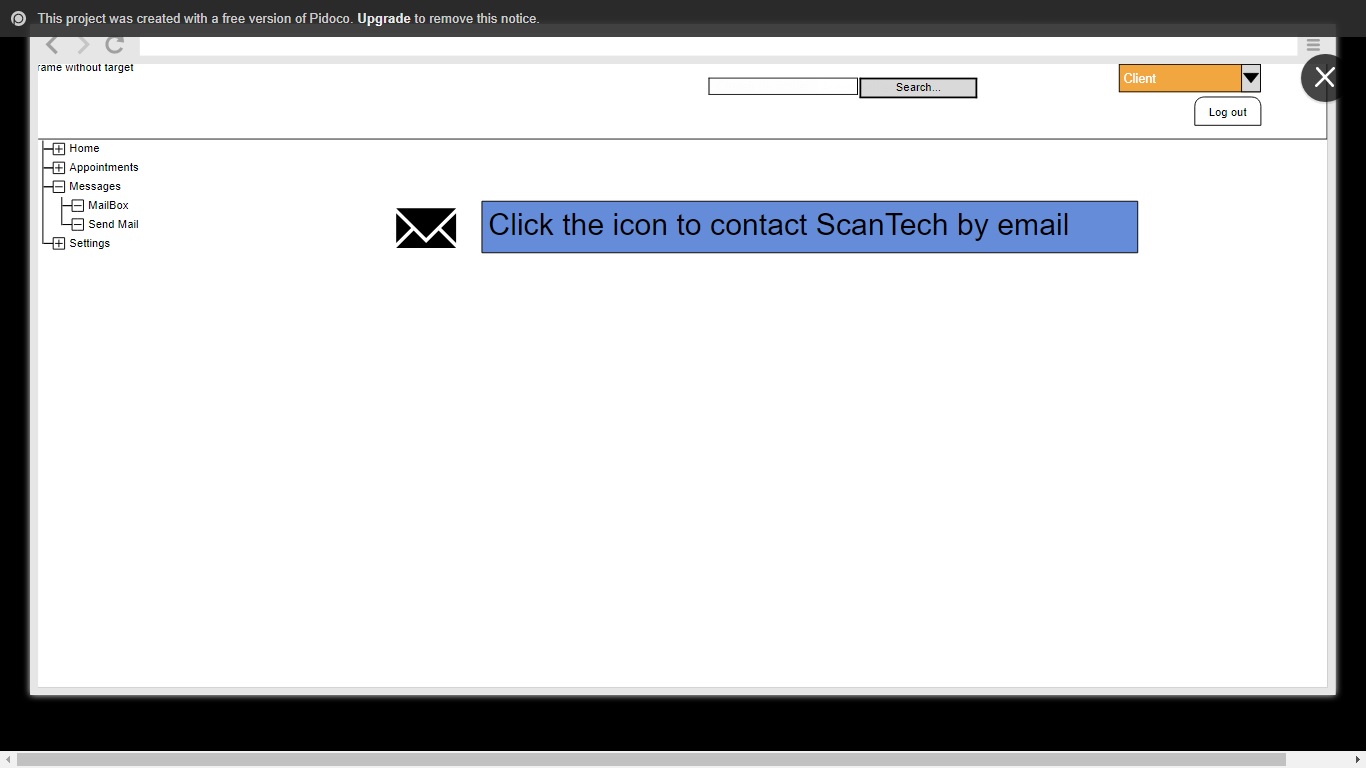 This project was created with a free version of Pidoco. Upgrade to remove this notice.
rame without target
Search...
Client
Log out
Home
Appointments
Messages
MailBox
Send Mail
Settings
Click the icon to contact ScanTech by email